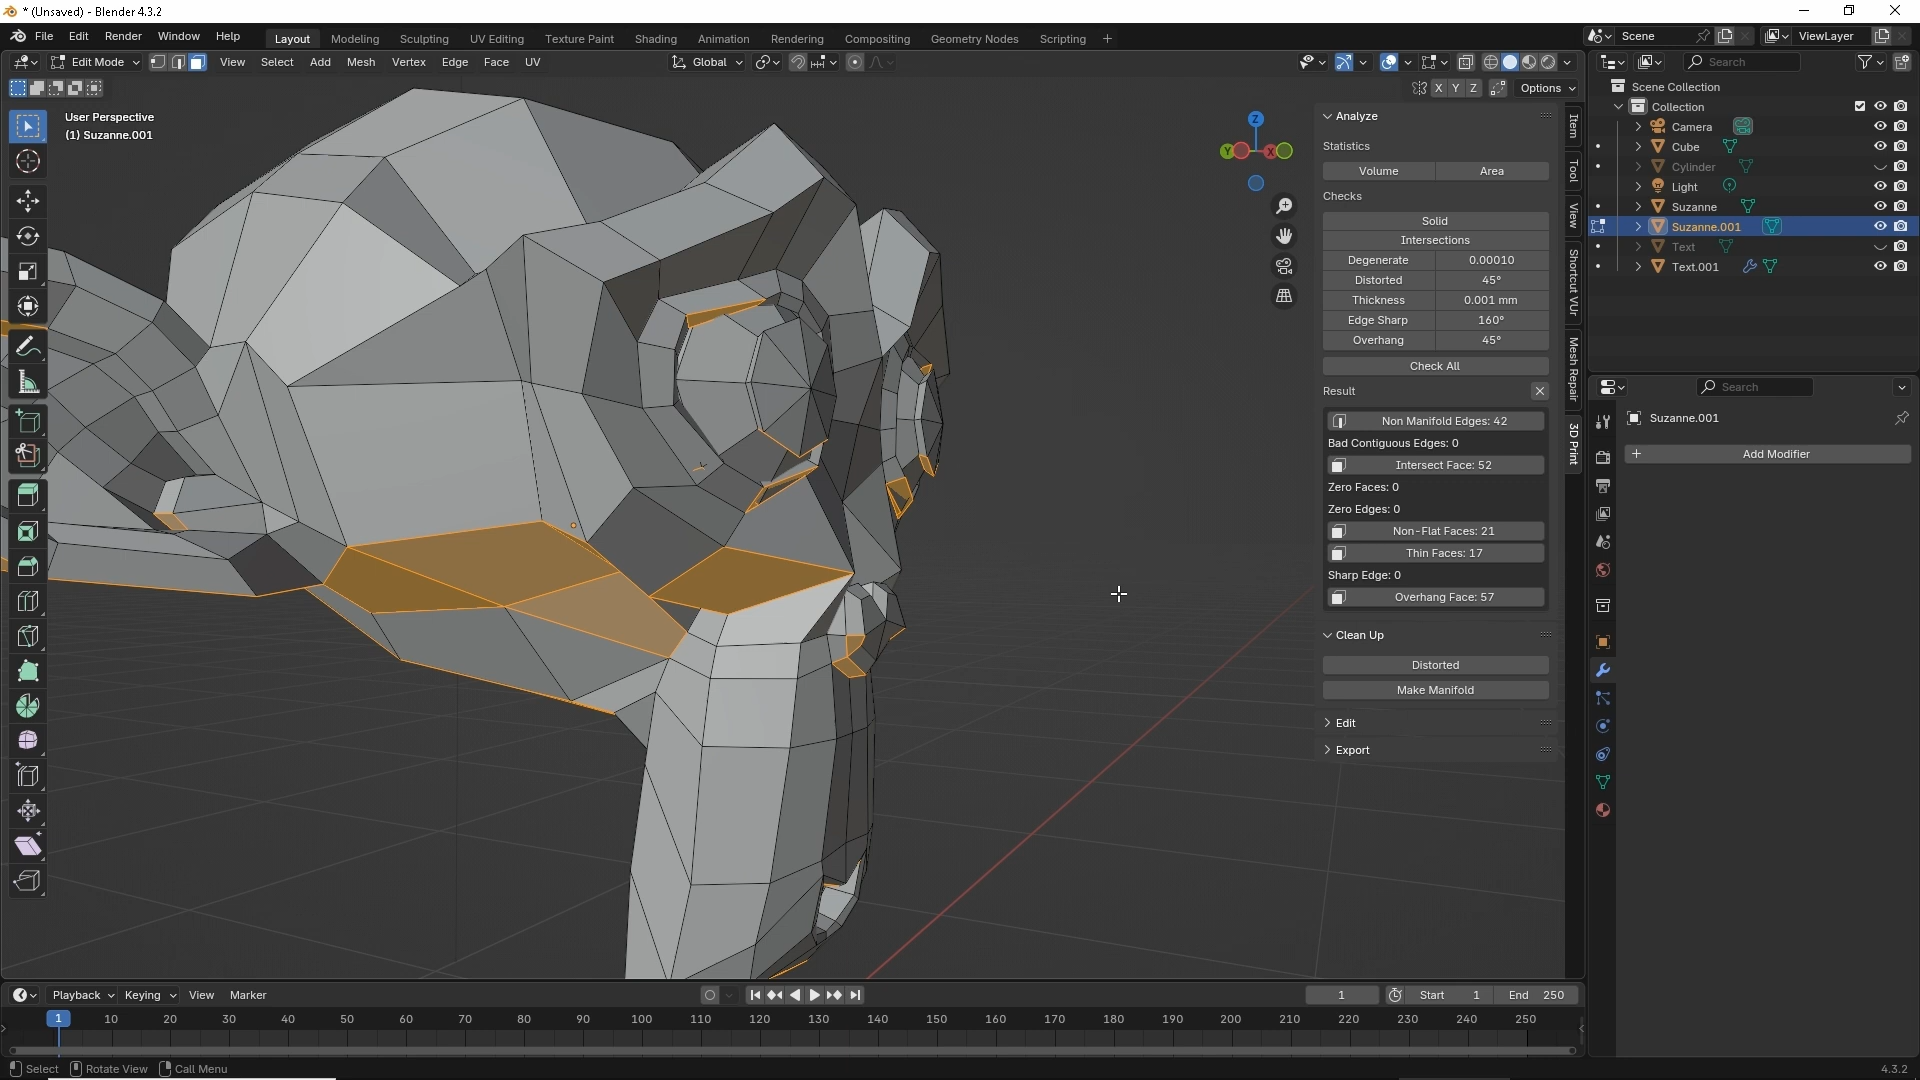 * (Unsaved) - Blender 4.3.2
File Edit Render Window Help
Layout Modeling Sculpting UV Editing Texture Paint Shading Animation Rendering Compositing Geometry Nodes Scripting +
Scene
ViewLayer
Edit Mode
View Select Add Mesh Vertex Edge Face UV
Global
X Y Z
Options
User Perspective
(1) Suzanne.001
Z
Y
X
Item
Tool
View
Shortcut VUr
Mesh Repair
3D Print
Analyze
Statistics
Volume Area
Checks
Solid
Intersections
Degenerate 0.00010
Distorted 45°
Thickness 0.001 mm
Edge Sharp 160°
Overhang 45°
Check All
Result
Non Manifold Edges: 42
Bad Contiguous Edges: 0
Intersect Face: 52
Zero Faces: 0
Zero Edges: 0
Non-Flat Faces: 21
Thin Faces: 17
Sharp Edge: 0
Overhang Face: 57
Clean Up
Distorted
Make Manifold
Edit
Export
Search
Scene Collection
Collection
Camera
Cube
Cylinder
Light
Suzanne
Suzanne.001
Text
Text.001
Search
Suzanne.001
+ Add Modifier
Playback Keying View Marker
1
Start 1
End 250
1 10 20 30 40 50 60 70 80 90 100 110 120 130 140 150 160 170 180 190 200 210 220 230 240 250
Select Rotate View Call Menu
4.3.2